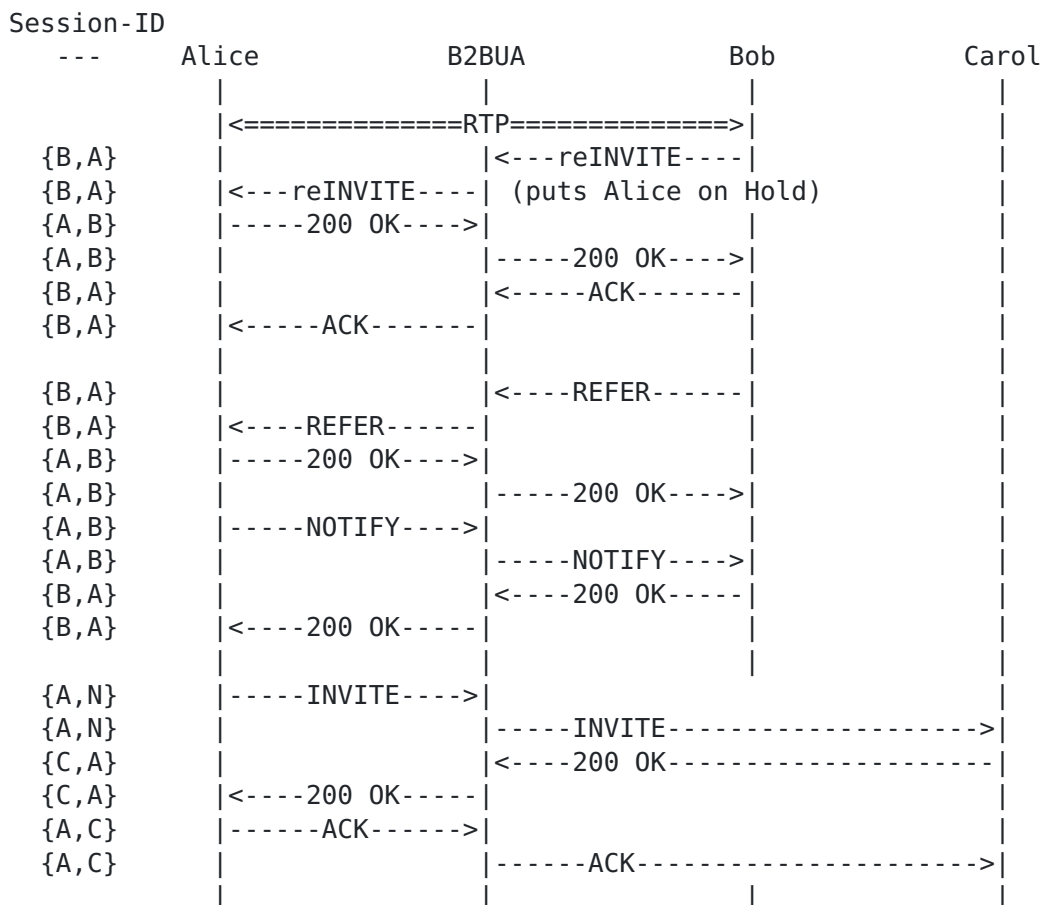 Session-ID
   ---     Alice            B2BUA             Bob            Carol
             |                |                |               |
             |<==============RTP==============>|               |
  {B,A}      |                |<---reINVITE----|               |
  {B,A}      |<---reINVITE----| (puts Alice on Hold)           |
  {A,B}      |-----200 OK---->|                |               |
  {A,B}      |                |-----200 OK---->|               |
  {B,A}      |                |<-----ACK-------|               |
  {B,A}      |<-----ACK-------|                |               |
             |                |                |               |
  {B,A}      |                |<----REFER------|               |
  {B,A}      |<----REFER------|                |               |
  {A,B}      |-----200 OK---->|                |               |
  {A,B}      |                |-----200 OK---->|               |
  {A,B}      |-----NOTIFY---->|                |               |
  {A,B}      |                |-----NOTIFY---->|               |
  {B,A}      |                |<----200 OK-----|               |
  {B,A}      |<----200 OK-----|                |               |
             |                |                |               |
  {A,N}      |-----INVITE---->|                                |
  {A,N}      |                |-----INVITE-------------------->|
  {C,A}      |                |<----200 OK---------------------|
  {C,A}      |<----200 OK-----|                                |
  {A,C}      |------ACK------>|                                |
  {A,C}      |                |------ACK---------------------->|
             |                |                |               |